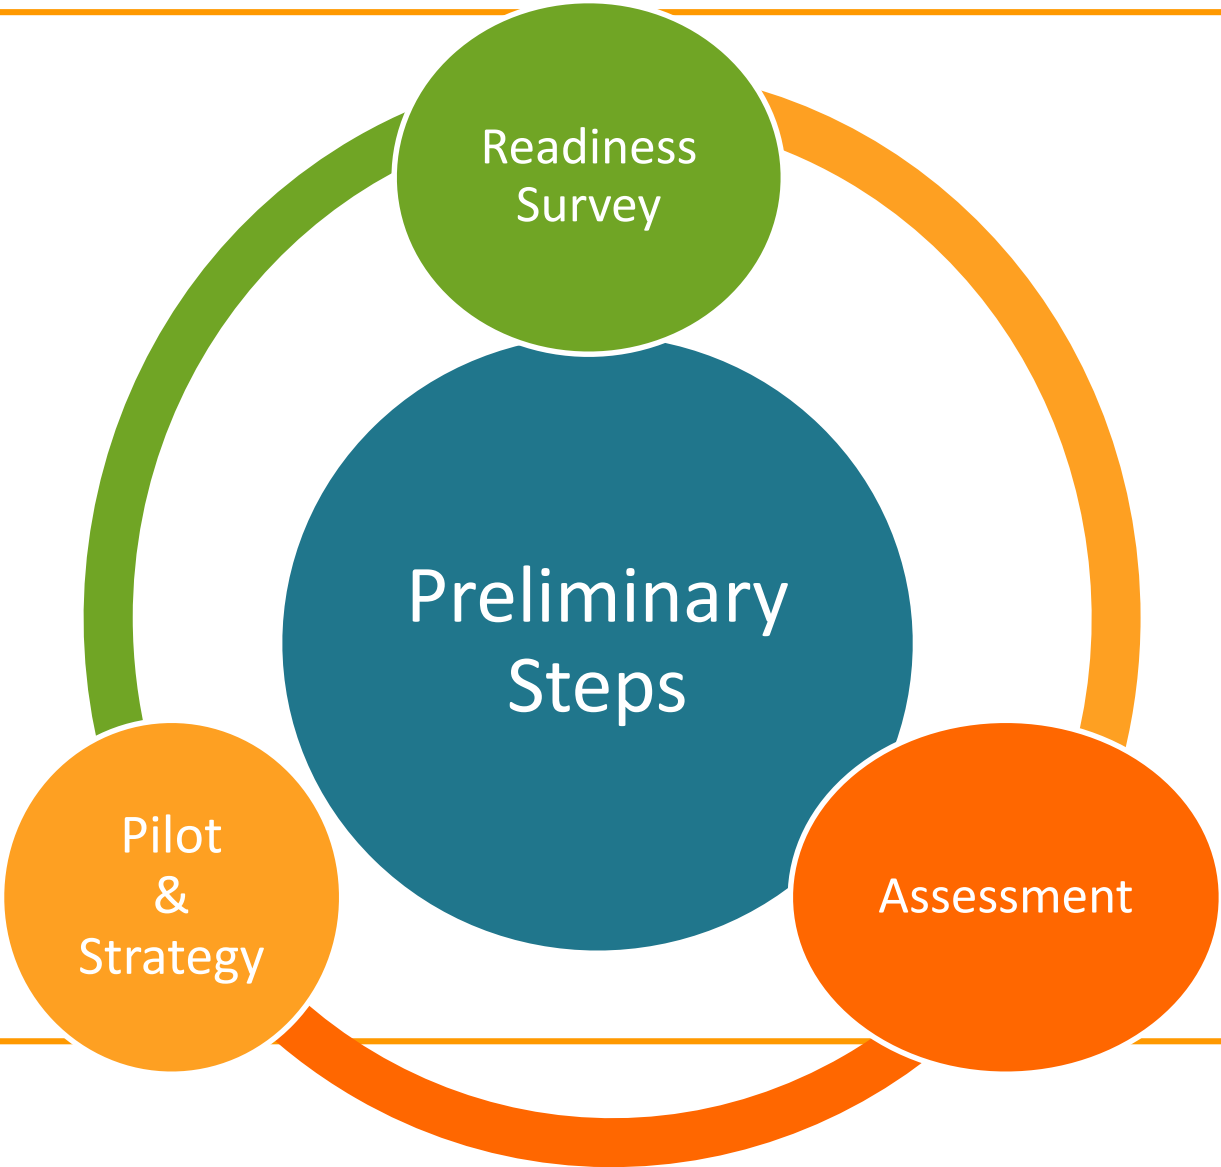 Readiness
Survey
Preliminary
Steps
Pilot
&
Strategy
Assessment